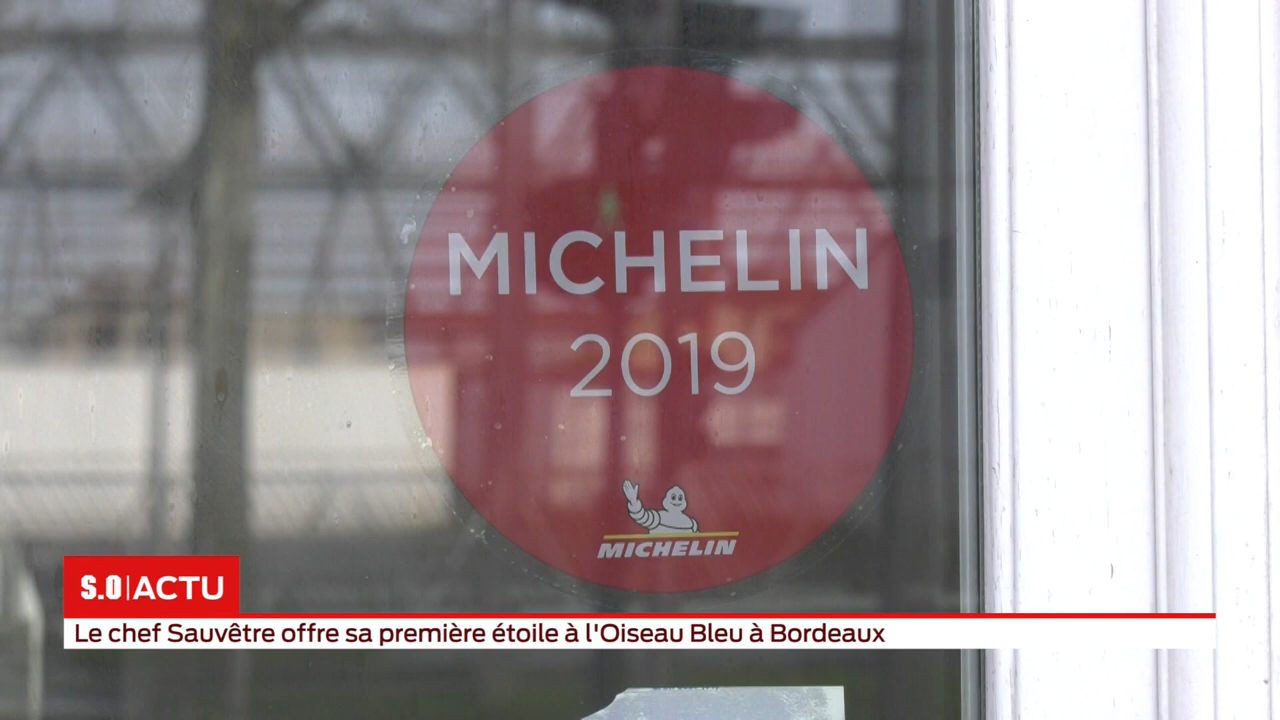 MICHELIN
2019
MICHELIN
S.O|ACTU
Le chef Sauvêtre offre sa première étoile à l'Oiseau Bleu à Bordeaux